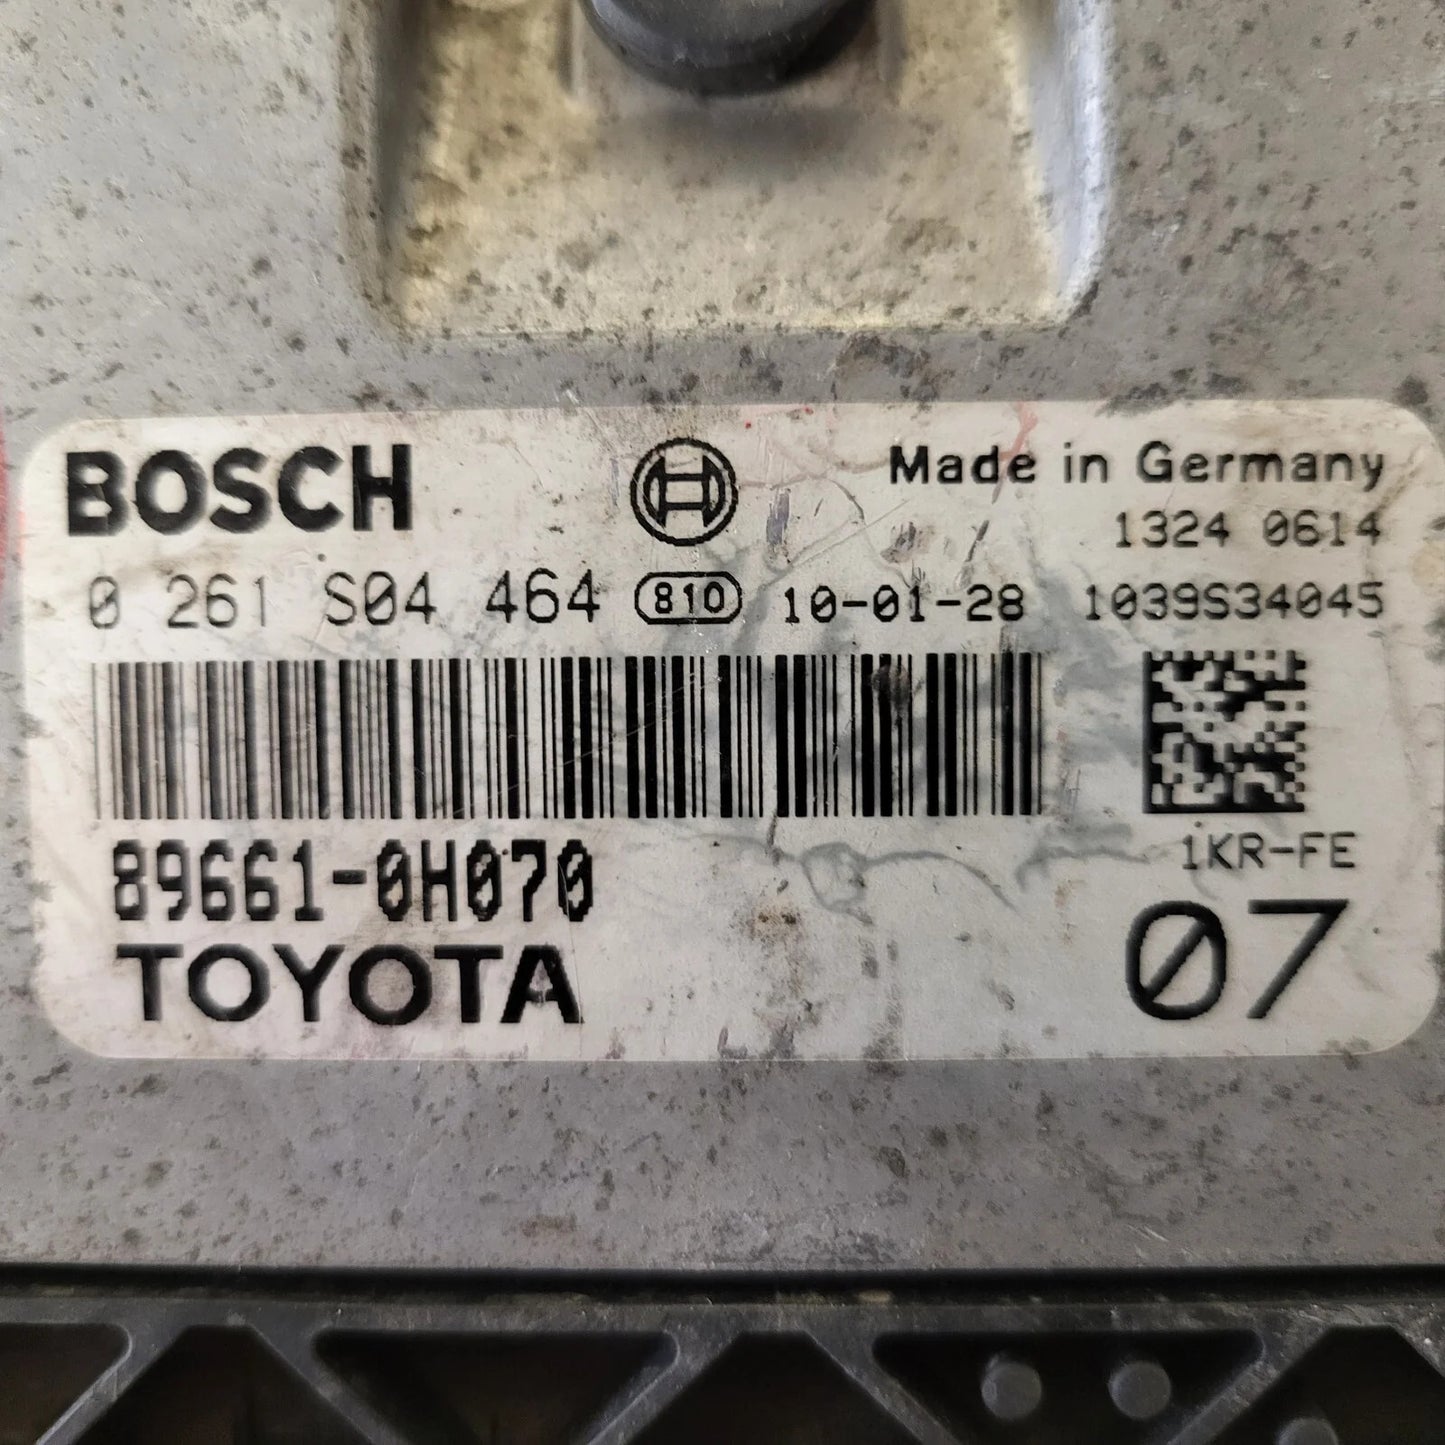 BOSCH
Made in Germany
1324 0614
0 261 S04 464 810 10-01-28 1039S34045
89661-0H070
1KR-FE
TOYOTA
07